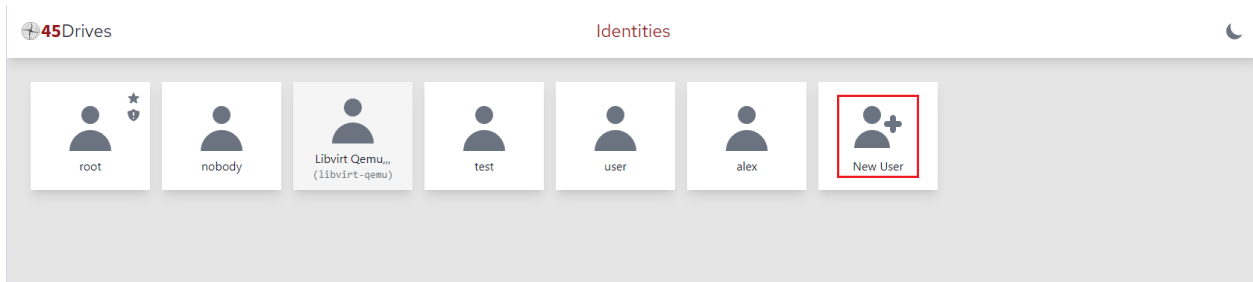 45Drives
Identities
root
nobody
Libvirt Qemu,,,
(libvirt-qemu)
test
user
alex
New User